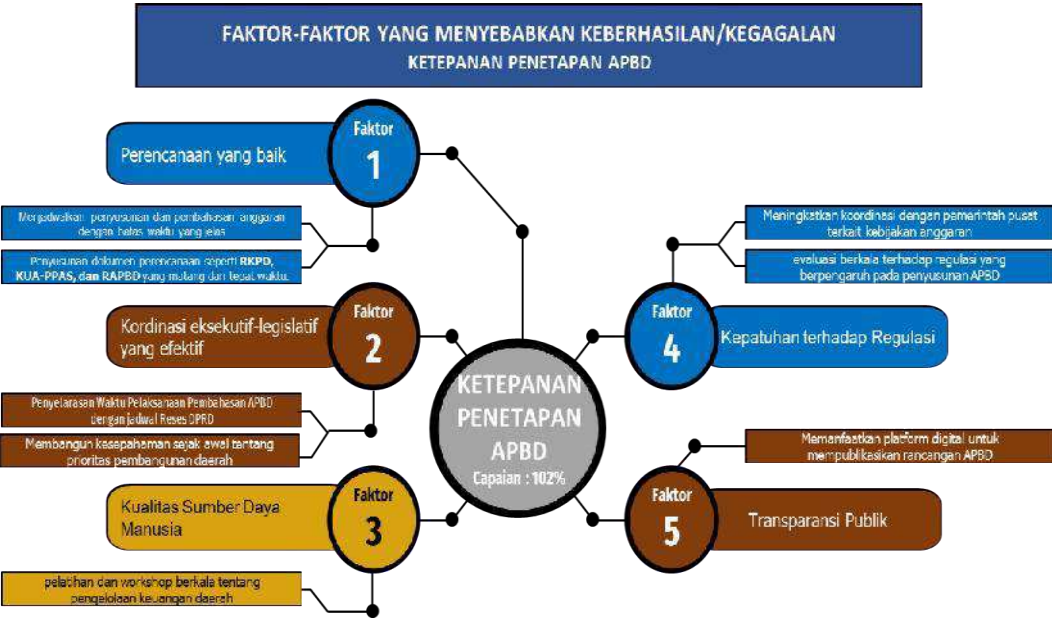 FAKTOR-FAKTOR YANG MENYEBABKAN KEBERHASILAN/KEGAGALAN
KETEPANAN PENETAPAN APBD
Faktor
1
Perencanaan yang baik
Menjadwalkan penyusunan dan pembahasan anggaran
dengan batas waktu yang jelas
Penyusunan dokumen perencanaan seperti RKPD,
KUA-PPAS, dan RAPBD yang matang dan tepat waktu.
Faktor
2
Kordinasi eksekutif-legislatif
yang efektif
Penyelarasan Waktu Pelaksanaan Pembahasan APBD
dengan jadwal Reses DPRD
Membangun kesepahaman sejak awal tentang
prioritas pembangunan daerah
Faktor
3
Kualitas Sumber Daya
Manusia
pelatihan dan workshop berkala tentang
pengelolaan keuangan daerah
KETEPANAN
PENETAPAN
APBD
Capaian : 102%
Meningkatkan koordinasi dengan pemerintah pusat
terkait kebijakan anggaran
evaluasi berkala terhadap regulasi yang
berpengaruh pada penyusunan APBD
Faktor
4
Kepatuhan terhadap Regulasi
Memanfaatkan platform digital untuk
mempublikasikan rancangan APBD
Faktor
5
Transparansi Publik